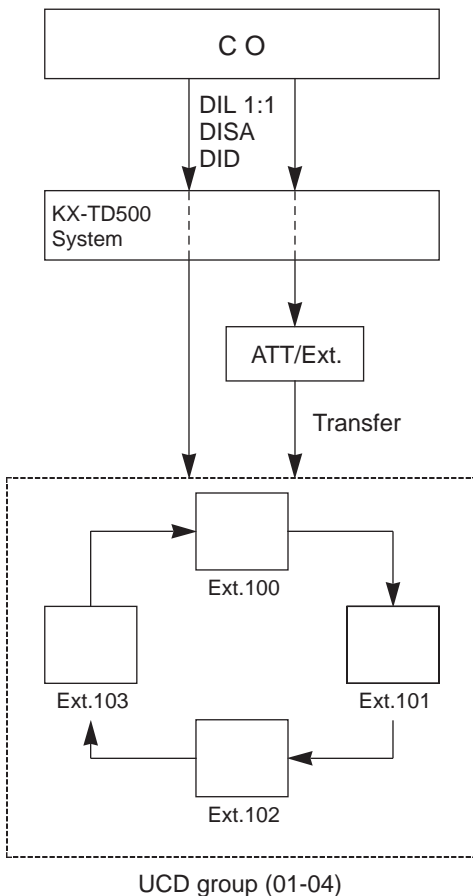 C O
DIL 1:1
DISA
DID
KX-TD500
System
ATT/Ext.
Transfer
Ext.100
Ext.103
Ext.101
Ext.102
UCD group (01-04)